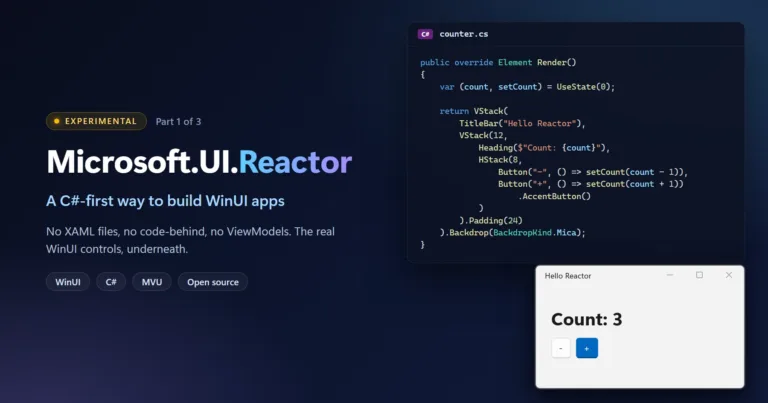 EXPERIMENTAL
Part 1 of 3
Microsoft.UI.Reactor
A C#-first way to build WinUI apps
No XAML files, no code-behind, no ViewModels. The real
WinUI controls, underneath.
WinUI
C#
MVU
Open source
C#
counter.cs
public override Element Render()
{
    var (count, setCount) = UseState(0);

    return VStack(
        TitleBar("Hello Reactor"),
        VStack(12,
            Heading($"Count: {count}"),
            HStack(8,
                Button("-", () => setCount(count - 1)),
                Button("+", () => setCount(count + 1))
                    .AccentButton()
            )
        ).Padding(24)
    ).Backdrop(BackdropKind.Mica);
}
Hello Reactor
Count: 3
-
+